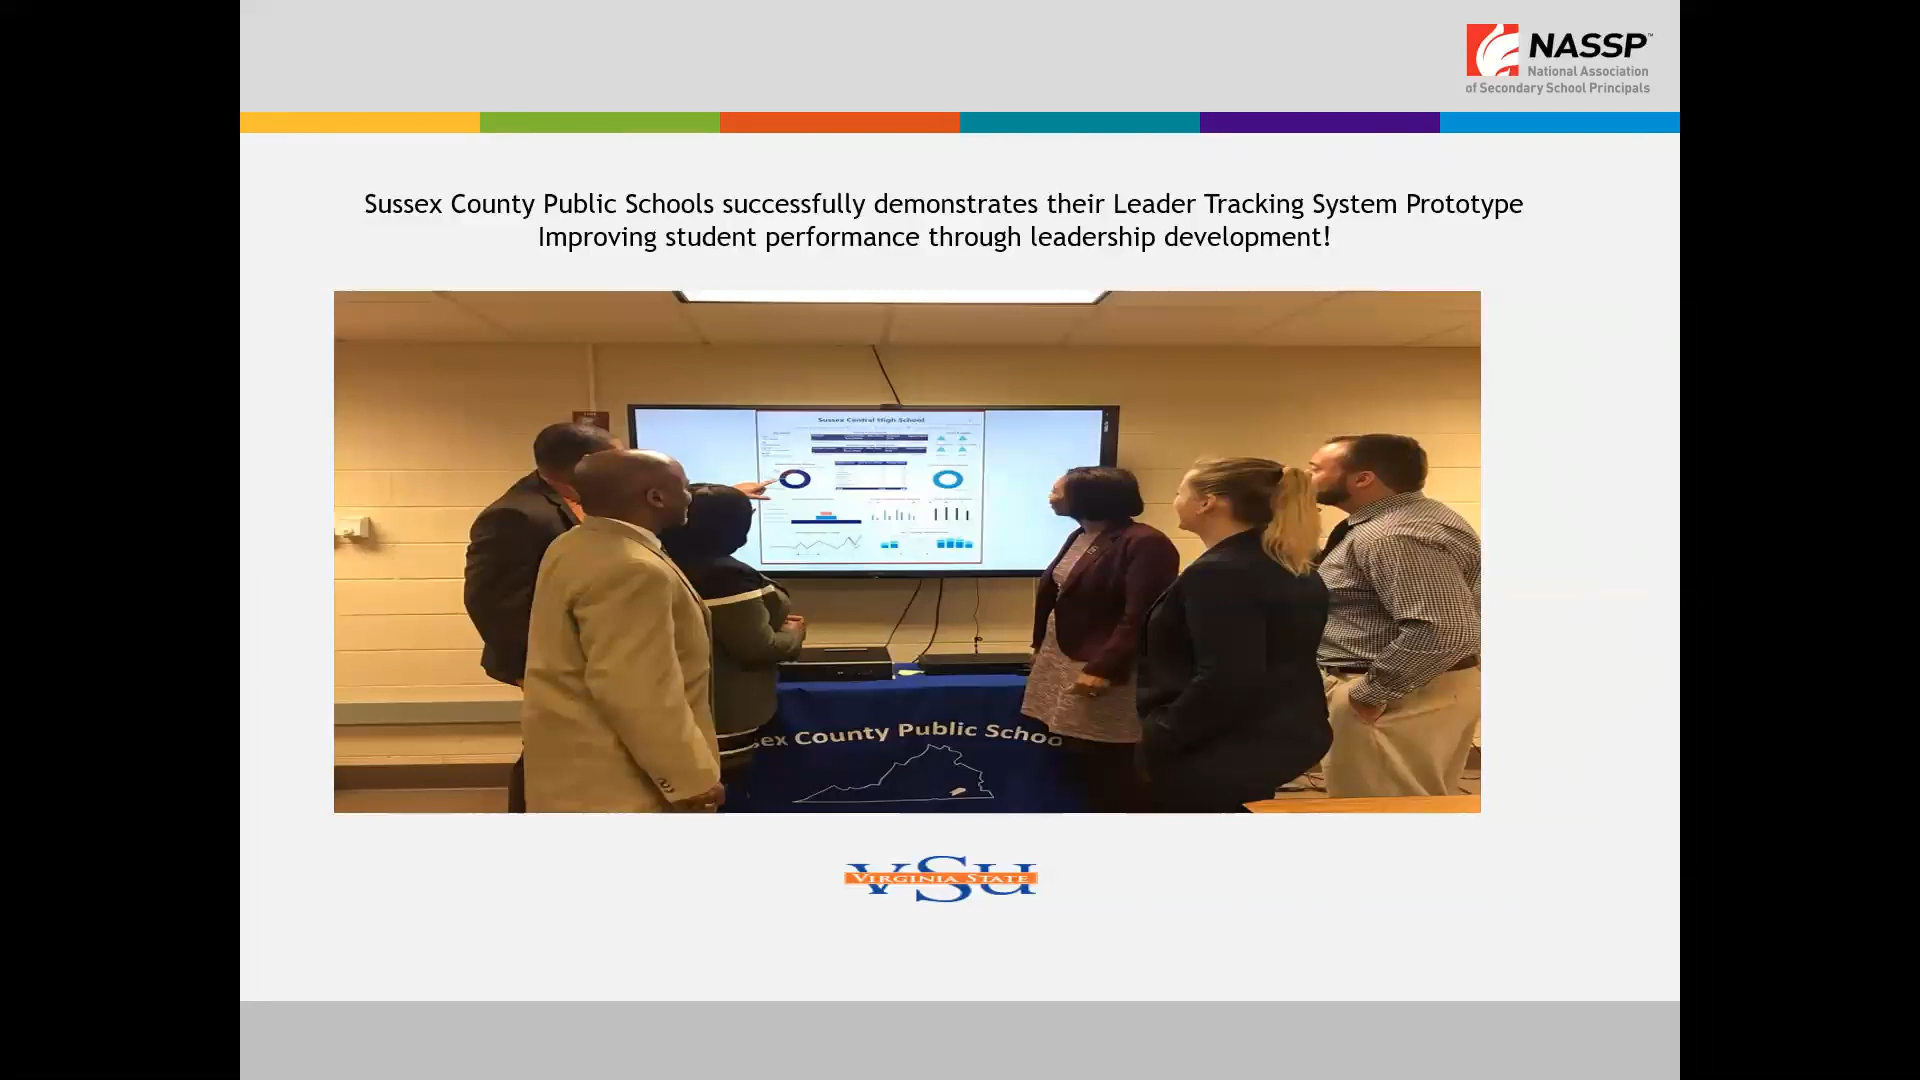 NASSP™
National Association
of Secondary School Principals
Sussex County Public Schools successfully demonstrates their Leader Tracking System Prototype
Improving student performance through leadership development!
Sussex Central High School
sex County Public Schoo
VSU
VIRGINIA STATE